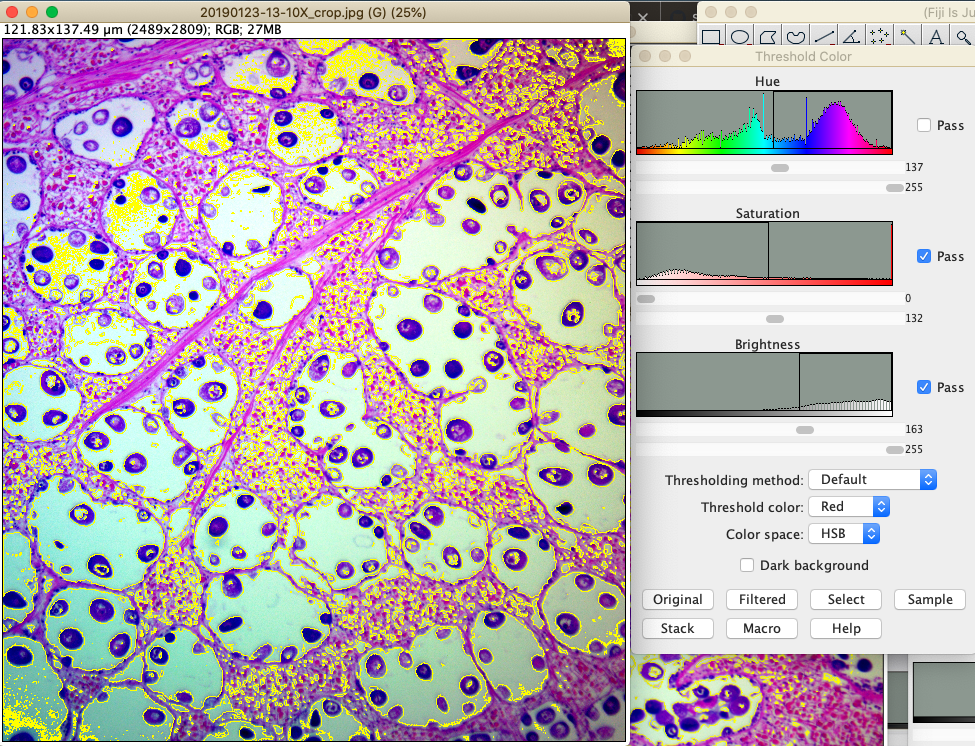 20190123-13-10X_crop.jpg (G) (25%)
121.83x137.49 µm (2489x2809); RGB; 27MB
(Fiji Is Ju
A
Threshold Color
Hue
Pass
137
255
Saturation
Pass
0
132
Brightness
Pass
163
255
Thresholding method: Default
Threshold color: Red
Color space: HSB
Dark background
Original Filtered Select Sample
Stack Macro Help